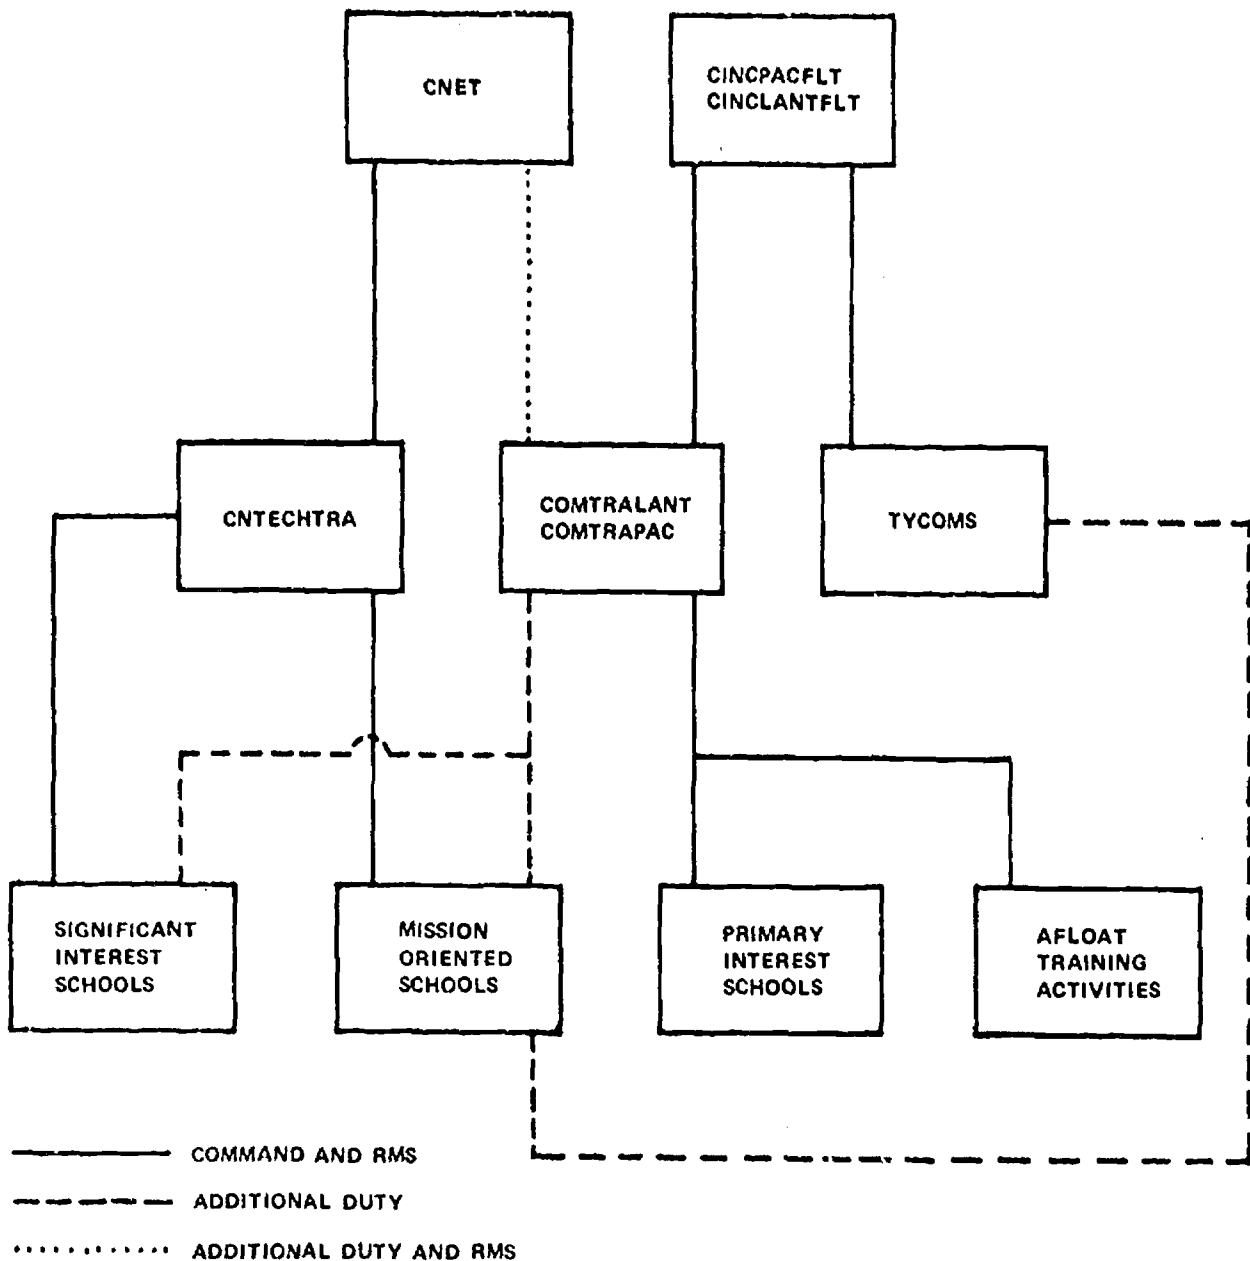 CNET
CINCPACFLT
CINCLANTFLT
CNTECHTRA
COMTRALANT
COMTRAPAC
TYCOMS
SIGNIFICANT
INTEREST
SCHOOLS
MISSION
ORIENTED
SCHOOLS
PRIMARY
INTEREST
SCHOOLS
AFLOAT
TRAINING
ACTIVITIES
COMMAND AND RMS
ADDITIONAL DUTY
ADDITIONAL DUTY AND RMS